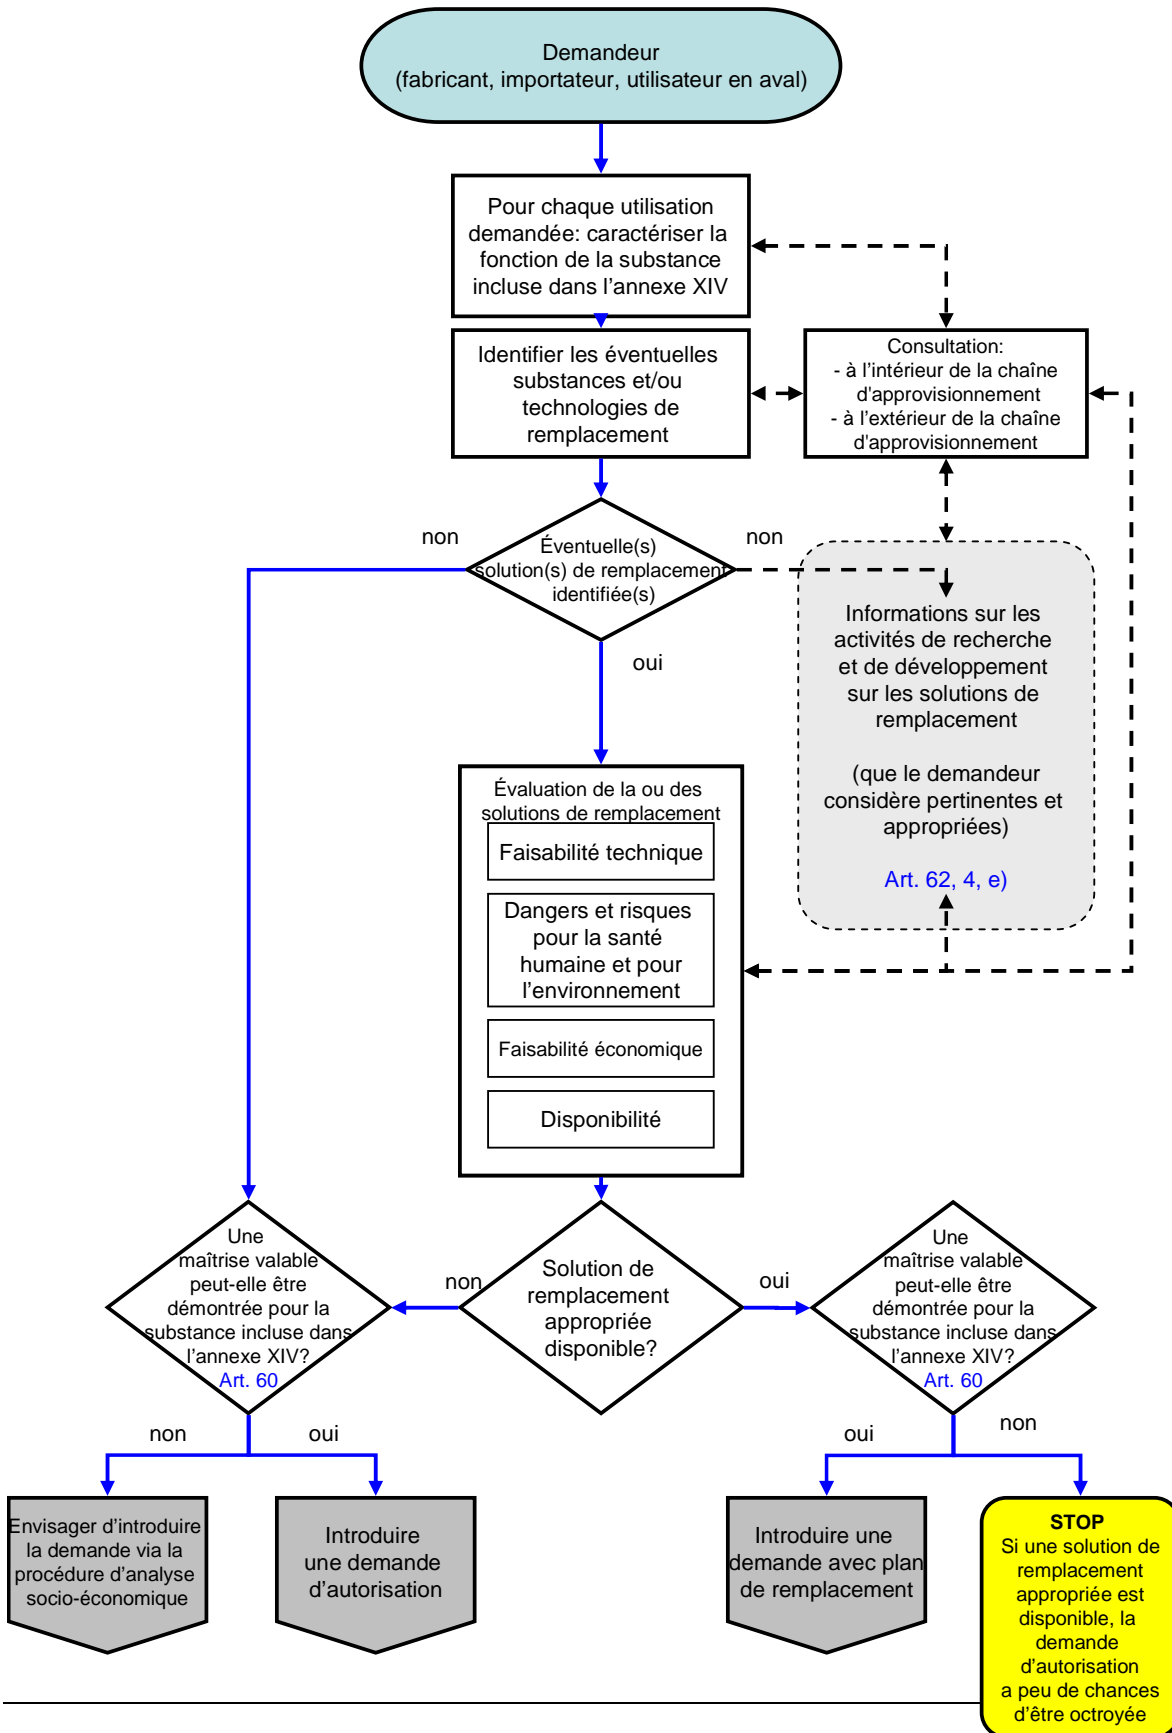 Demandeur
(fabricant, importateur, utilisateur en aval)
Pour chaque utilisation
demandée: caractériser la
fonction de la substance
incluse dans l’annexe XIV
Identifier les éventuelles
substances et/ou
technologies de
remplacement
Consultation:
- à l’intérieur de la chaîne
d'approvisionnement
- à l’extérieur de la chaîne
d'approvisionnement
non
Éventuelle(s)
solution(s) de remplacement
identifiée(s)
non
oui
Informations sur les
activités de recherche
et de développement
sur les solutions de
remplacement
(que le demandeur
considère pertinentes et
appropriées)
Art. 62, 4, e)
Évaluation de la ou des
solutions de remplacement
Faisabilité technique
Dangers et risques
pour la santé
humaine et pour
l’environnement
Faisabilité économique
Disponibilité
Une
maîtrise valable
peut-elle être
démontrée pour la
substance incluse dans
l’annexe XIV?
Art. 60
non
Solution de
remplacement
appropriée
disponible?
oui
Une
maîtrise valable
peut-elle être
démontrée pour la
substance incluse dans
l’annexe XIV?
Art. 60
non
oui
oui
non
Envisager d’introduire
la demande via la
procédure d’analyse
socio-économique
Introduire
une demande
d’autorisation
Introduire une
demande avec plan
de remplacement
STOP
Si une solution de
remplacement
appropriée est
disponible, la
demande
d’autorisation
a peu de chances
d’être octroyée